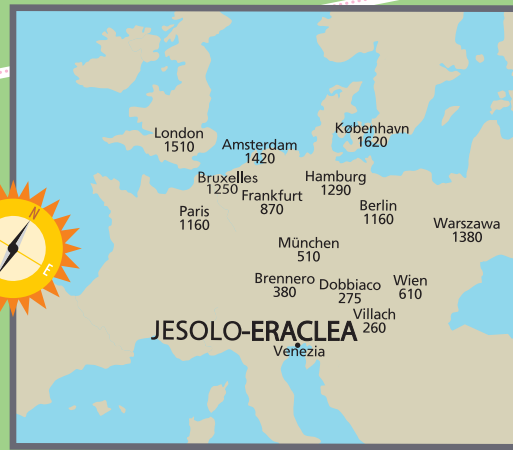 London
1510
Amsterdam
1420
København
1620
Bruxelles
1250
Frankfurt
870
Hamburg
1290
Paris
1160
Berlin
1160
Warszawa
1380
München
510
Brennero
380
Dobbiaco
275
Wien
610
Villach
260
JESOLO-ERACLEA
Venezia
N
E